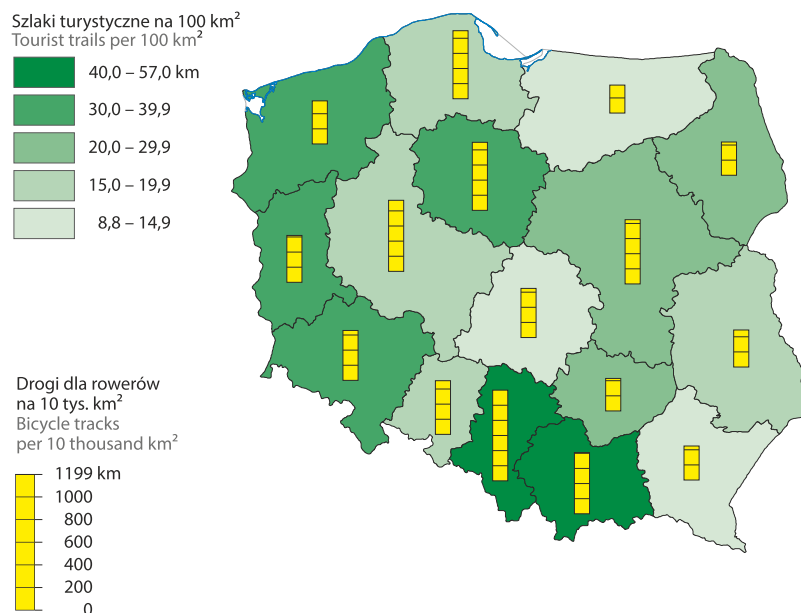 Szlaki turystyczne na 100 km²
Tourist trails per 100 km²
40,0 – 57,0 km
30,0 – 39,9
20,0 – 29,9
15,0 – 19,9
8,8 – 14,9
Drogi dla rowerów
na 10 tys. km²
Bicycle tracks
per 10 thousand km²
1199 km
1000
800
600
400
200
0